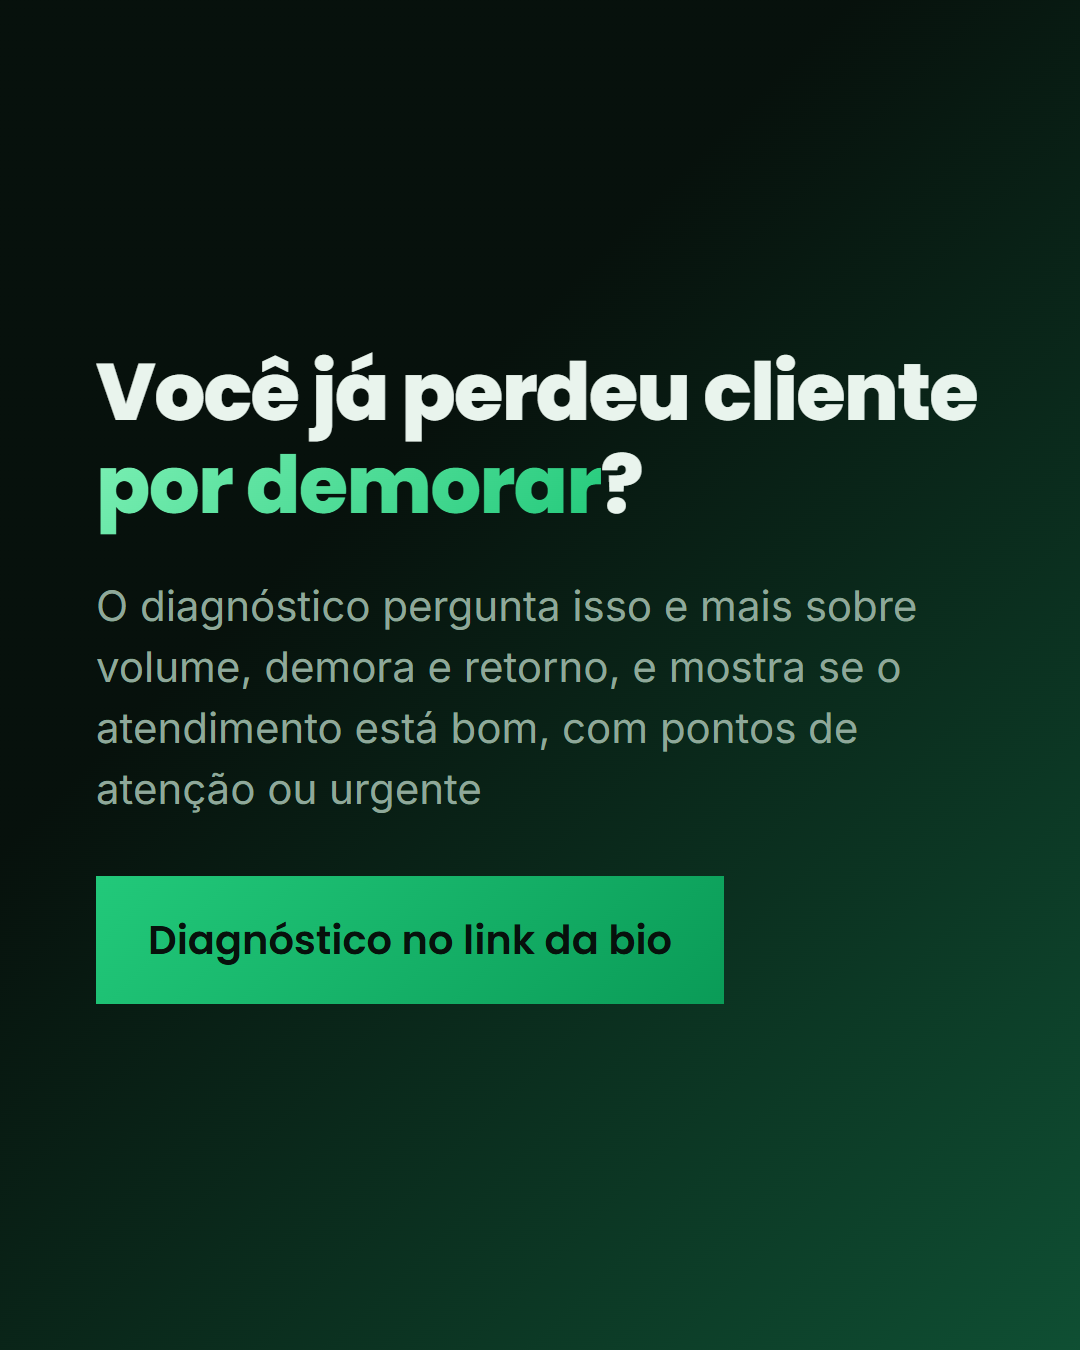 Você já perdeu cliente
por demorar?
O diagnóstico pergunta isso e mais sobre
volume, demora e retorno, e mostra se o
atendimento está bom, com pontos de
atenção ou urgente
Diagnóstico no link da bio